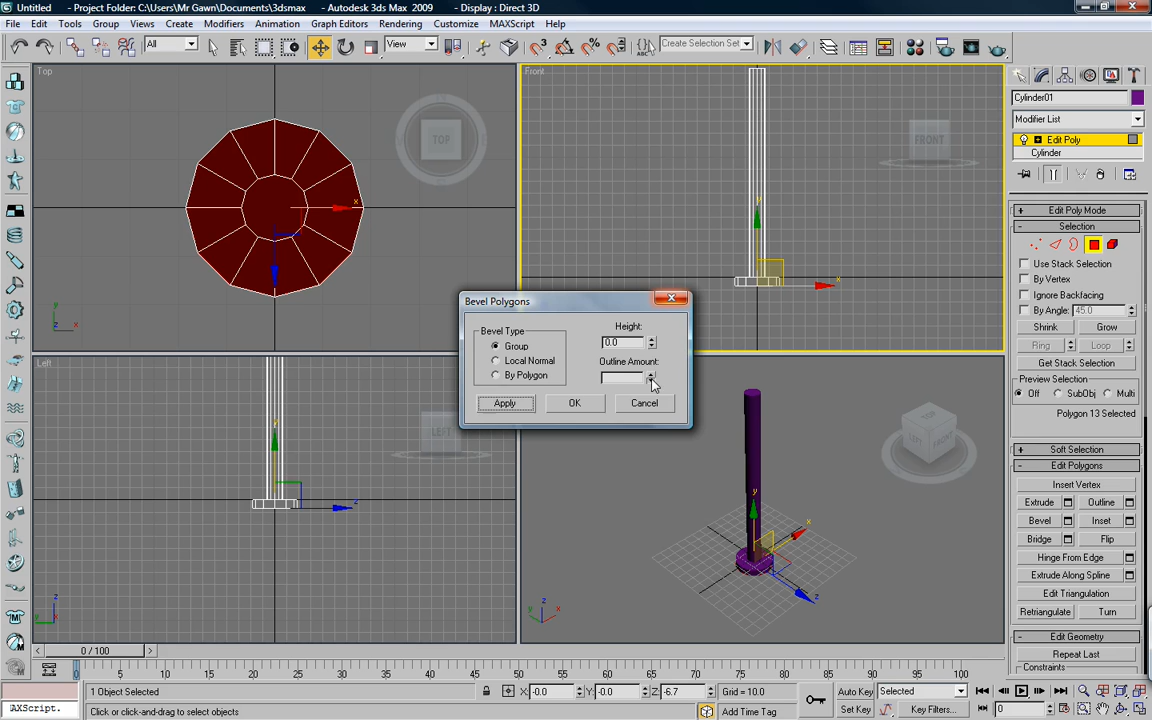 Untitled - Project Folder: C:\Users\Mr Gawn\Documents\3dsmax - Autodesk 3ds Max 2009 - Display : Direct 3D
File Edit Tools Group Views Create Modifiers Animation Graph Editors Rendering Customize MAXScript Help
All View Create Selection Set
Top
TOP
x
y
z x
Front
FRONT
y
x
Left
LEFT
z
z
y
LEFT FRONT
y
x
z
z
x
Bevel Polygons
Bevel Type
Group
Local Normal
By Polygon
Height:
0.0
Outline Amount:
Apply OK Cancel
Cylinder01
Modifier List
Edit Poly
Cylinder
+ Edit Poly Mode
- Selection
Use Stack Selection
By Vertex
Ignore Backfacing
By Angle: 45.0
Shrink Grow
Ring Loop
Get Stack Selection
Preview Selection
Off SubObj Multi
Polygon 13 Selected
+ Soft Selection
- Edit Polygons
Insert Vertex
Extrude Outline
Bevel Inset
Bridge Flip
Hinge From Edge
Extrude Along Spline
Edit Triangulation
Retriangulate Turn
- Edit Geometry
Repeat Last
Constraints
< 0 / 100 >
0 5 10 15 20 25 30 35 40 45 50 55 60 65 70 75 80 85 90 95 100
1 Object Selected X: -0.0 Y: -0.0 Z: -6.7 Grid = 10.0 Auto Key Selected
AXScript. Click or click-and-drag to select objects Add Time Tag Set Key Key Filters... 0